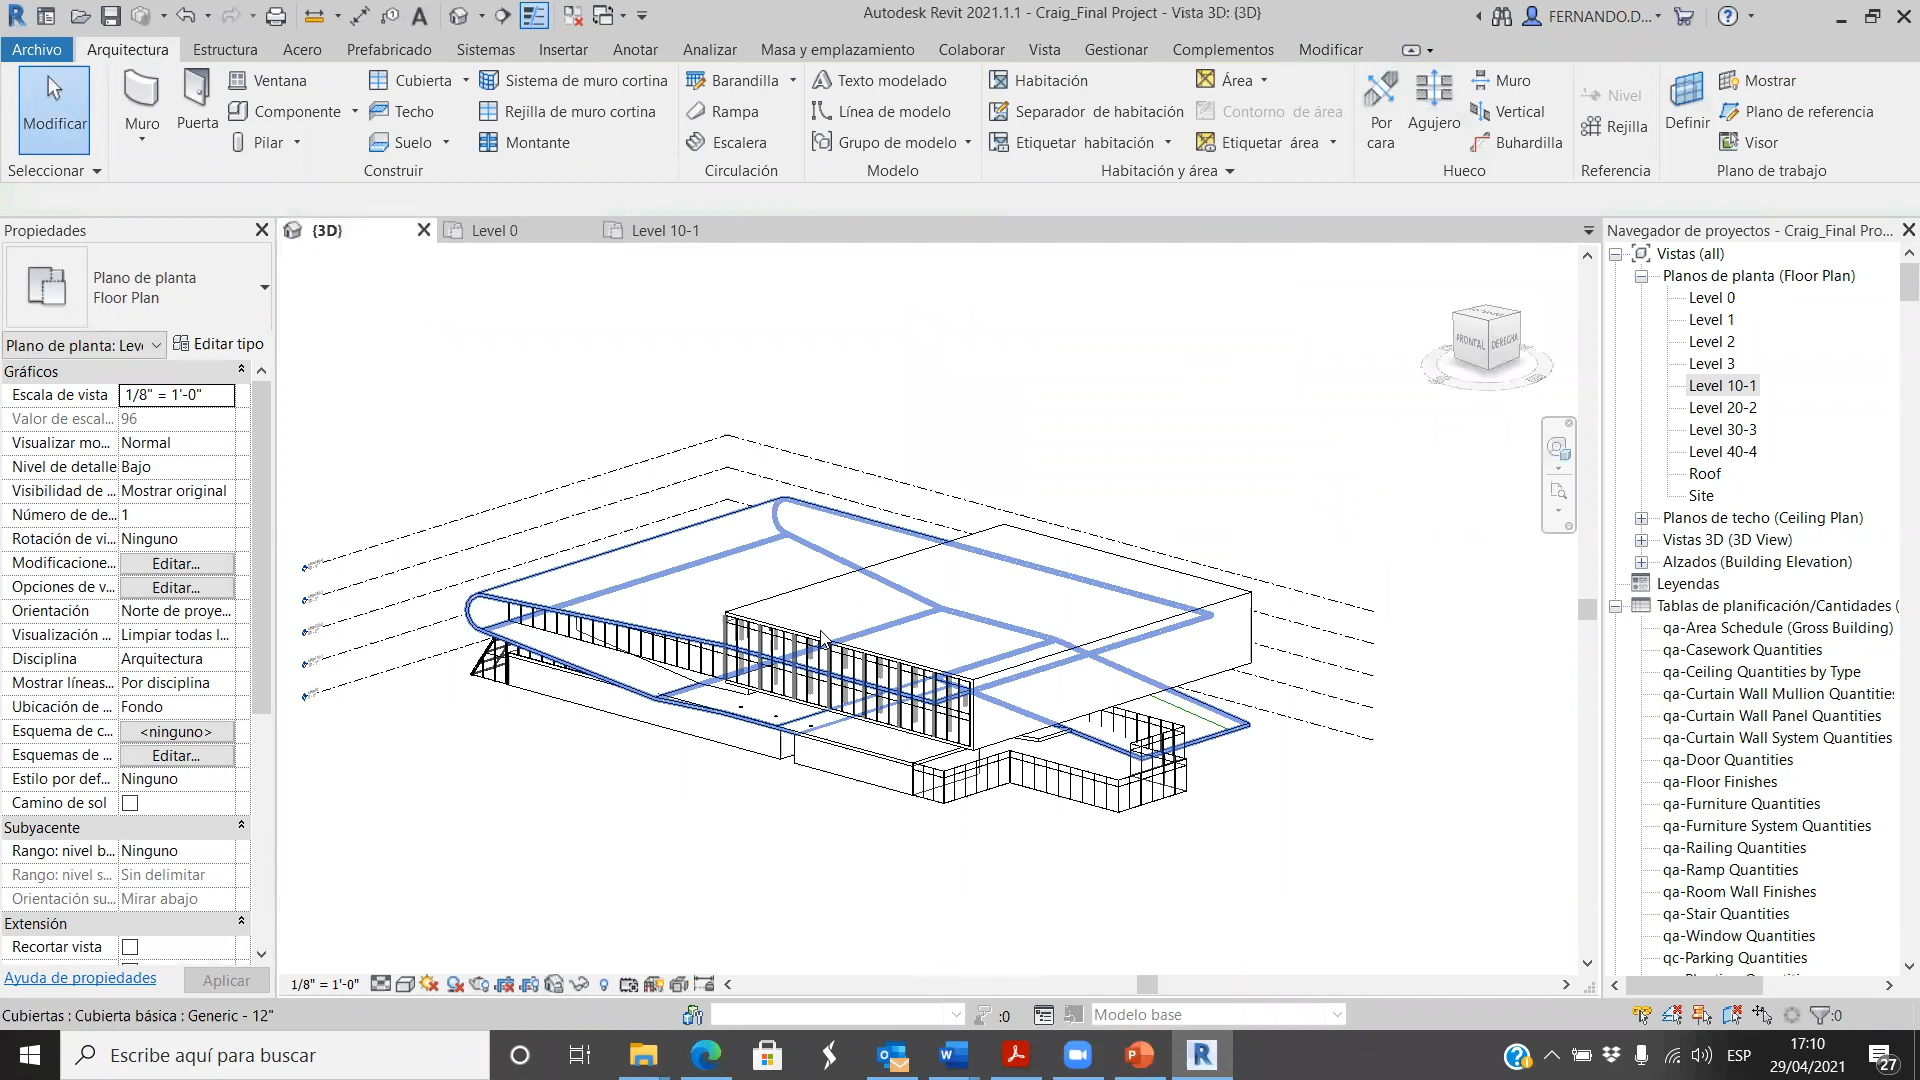 Autodesk Revit 2021.1.1 - Craig_Final Project - Vista 3D: {3D}
FERNANDO.D...
Archivo
Arquitectura
Estructura
Acero
Prefabricado
Sistemas
Insertar
Anotar
Analizar
Masa y emplazamiento
Colaborar
Vista
Gestionar
Complementos
Modificar
Modificar
Muro
Puerta
Ventana
Componente
Pilar
Cubierta
Techo
Suelo
Sistema de muro cortina
Rejilla de muro cortina
Montante
Barandilla
Rampa
Escalera
Texto modelado
Línea de modelo
Grupo de modelo
Habitación
Separador de habitación
Etiquetar habitación
Área
Contorno de área
Etiquetar área
Por cara
Agujero
Muro
Vertical
Buhardilla
Nivel
Rejilla
Definir
Mostrar
Plano de referencia
Visor
Seleccionar
Construir
Circulación
Modelo
Habitación y área
Hueco
Referencia
Plano de trabajo
Propiedades
Plano de planta
Floor Plan
Plano de planta: Lev
Editar tipo
Gráficos
Escala de vista 1/8" = 1'-0"
Valor de escal... 96
Visualizar mo... Normal
Nivel de detalle Bajo
Visibilidad de ... Mostrar original
Número de de... 1
Rotación de vi... Ninguno
Modificacione... Editar...
Opciones de v... Editar...
Orientación Norte de proye...
Visualización ... Limpiar todas l...
Disciplina Arquitectura
Mostrar líneas... Por disciplina
Ubicación de ... Fondo
Esquema de c... <ninguno>
Esquemas de ... Editar...
Estilo por def... Ninguno
Camino de sol
Subyacente
Rango: nivel b... Ninguno
Rango: nivel s... Sin delimitar
Orientación su... Mirar abajo
Extensión
Recortar vista
Ayuda de propiedades
Aplicar
{3D}
Level 0
Level 10-1
FRONTAL
DERECHA
1/8" = 1'-0"
Navegador de proyectos - Craig_Final Pro...
Vistas (all)
Planos de planta (Floor Plan)
Level 0
Level 1
Level 2
Level 3
Level 10-1
Level 20-2
Level 30-3
Level 40-4
Roof
Site
Planos de techo (Ceiling Plan)
Vistas 3D (3D View)
Alzados (Building Elevation)
Leyendas
Tablas de planificación/Cantidades (
qa-Area Schedule (Gross Building)
qa-Casework Quantities
qa-Ceiling Quantities by Type
qa-Curtain Wall Mullion Quantities
qa-Curtain Wall Panel Quantities
qa-Curtain Wall System Quantities
qa-Door Quantities
qa-Floor Finishes
qa-Furniture Quantities
qa-Furniture System Quantities
qa-Railing Quantities
qa-Ramp Quantities
qa-Room Wall Finishes
qa-Stair Quantities
qa-Window Quantities
qc-Parking Quantities
Cubiertas : Cubierta básica : Generic - 12"
:0
Modelo base
:0
Escribe aquí para buscar
ESP
17:10
29/04/2021
27